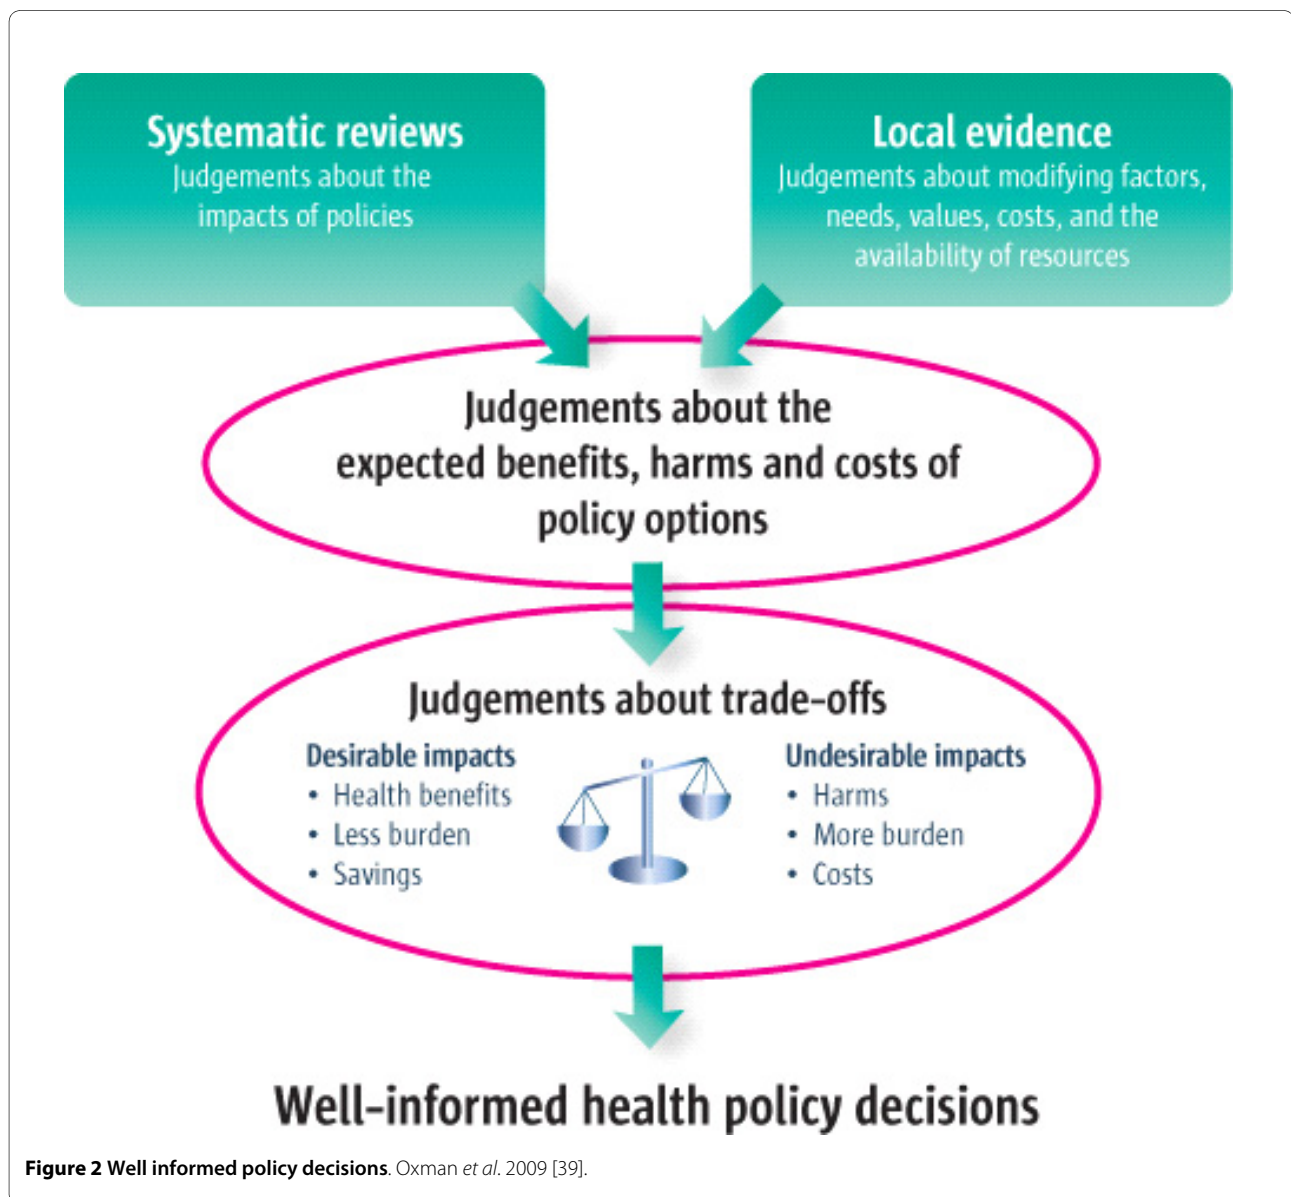 Systematic reviews
Judgements about the
impacts of policies
Local evidence
Judgements about modifying factors,
needs, values, costs, and the
availability of resources
Judgements about the
expected benefits, harms and costs of
policy options
Judgements about trade-offs
Desirable impacts
• Health benefits
• Less burden
• Savings
Undesirable impacts
• Harms
• More burden
• Costs
Well-informed health policy decisions
Figure 2 Well informed policy decisions. Oxman et al. 2009 [39].